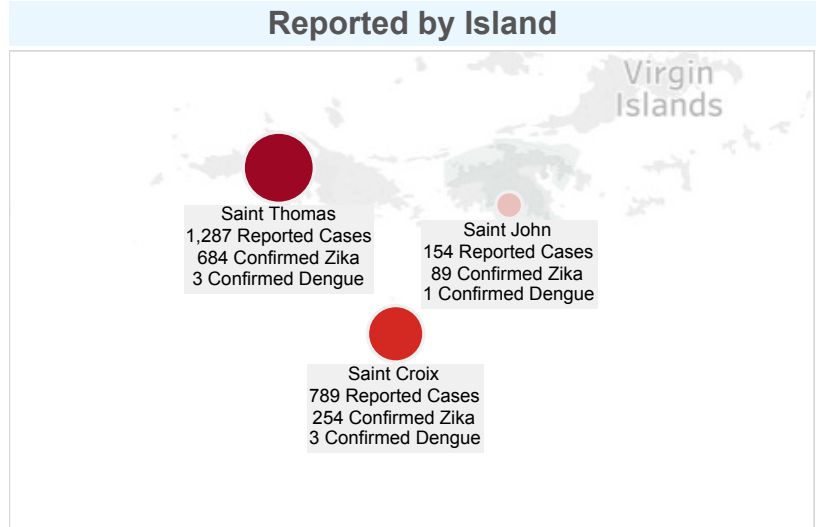 Reported by Island
Virgin
Islands
Saint Thomas
1,287 Reported Cases
684 Confirmed Zika
3 Confirmed Dengue
Saint John
154 Reported Cases
89 Confirmed Zika
1 Confirmed Dengue
Saint Croix
789 Reported Cases
254 Confirmed Zika
3 Confirmed Dengue